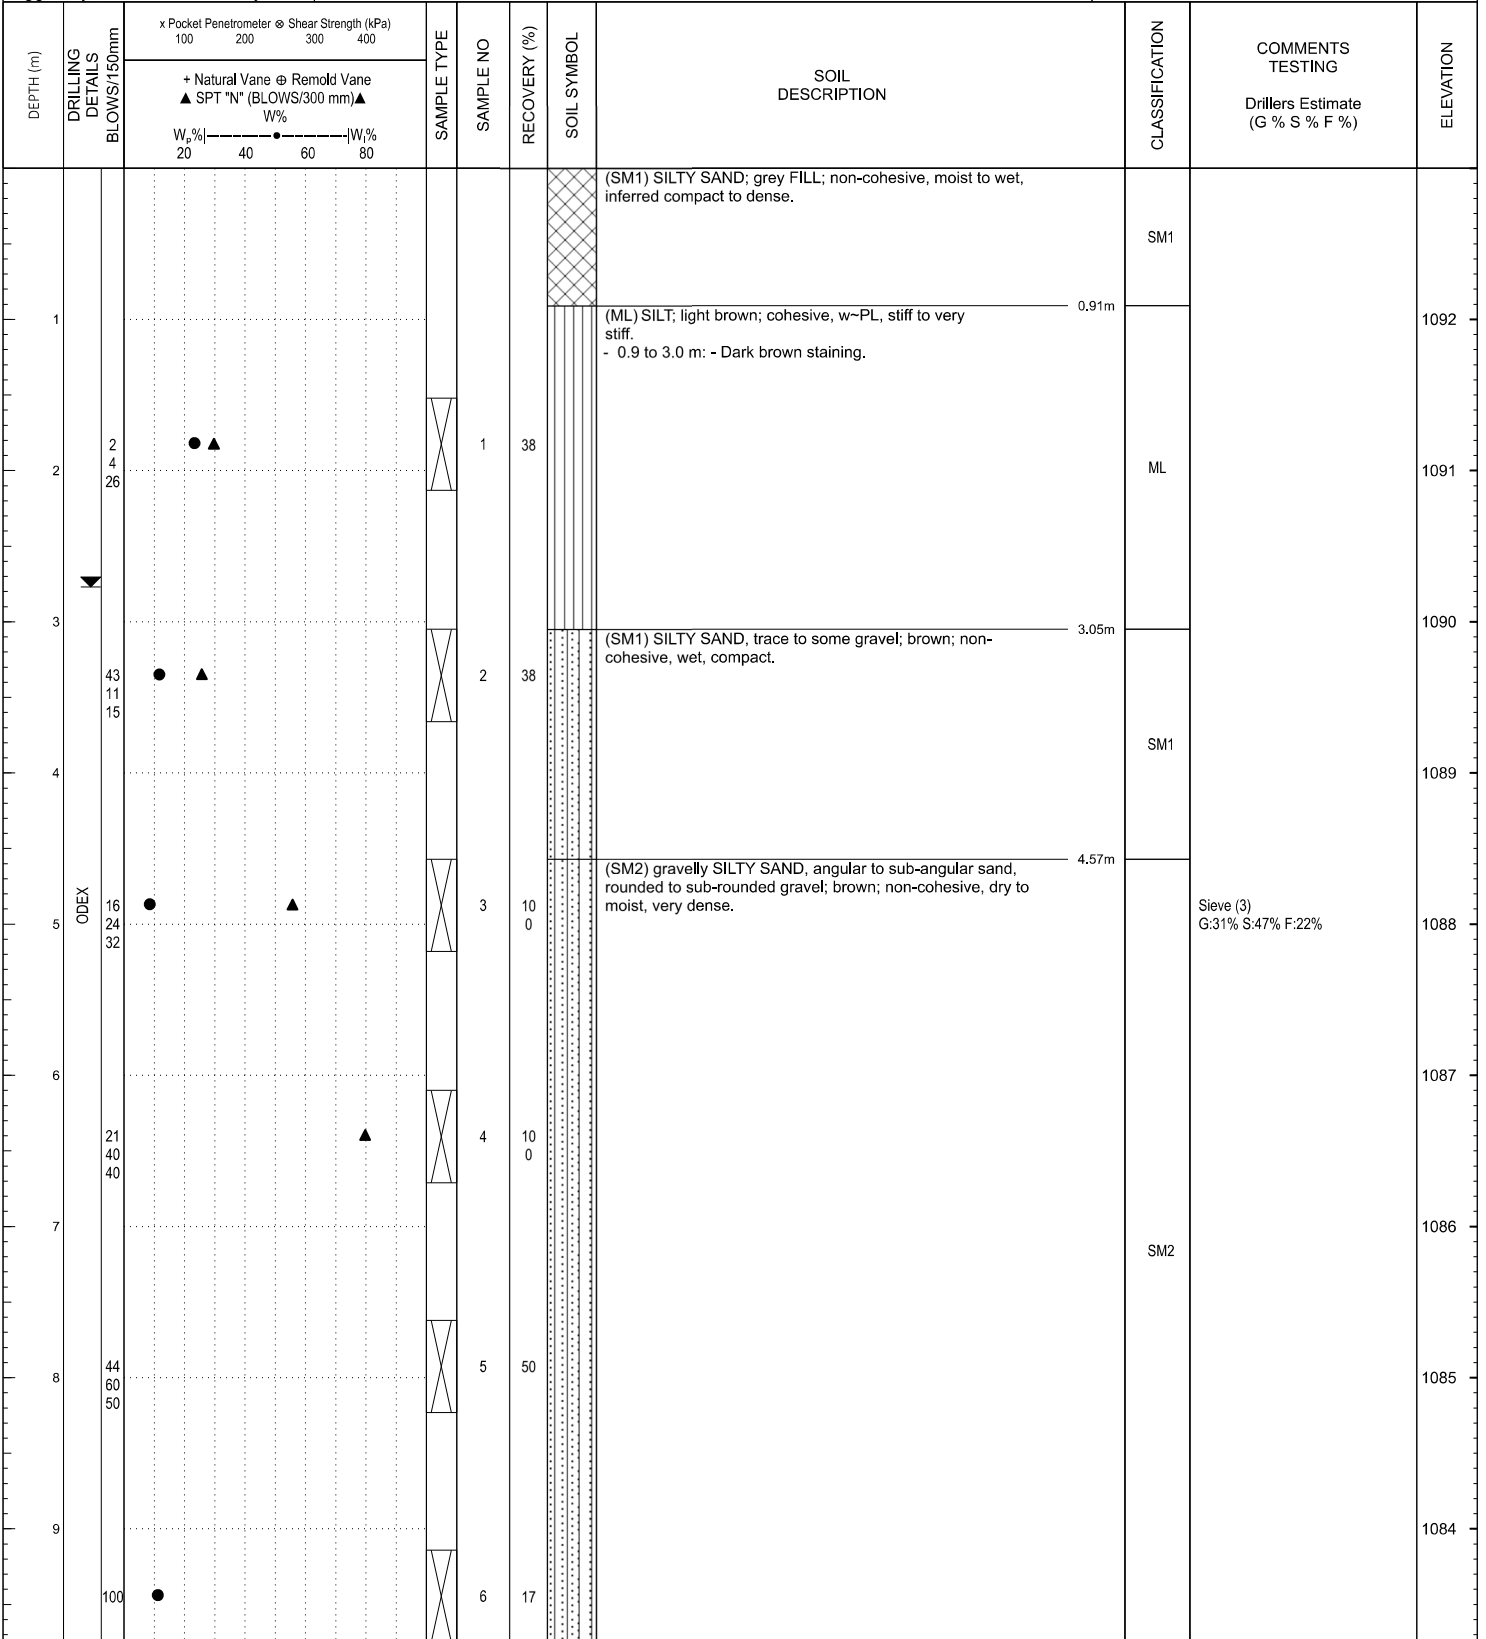 x Pocket Penetrometer ⊗ Shear Strength (kPa)
100 200 300 400
+ Natural Vane ⊕ Remold Vane
▲ SPT "N" (BLOWS/300 mm)▲
W%
Wp%|--------●--------|Wl%
20 40 60 80
DEPTH (m)
DRILLING
DETAILS
BLOWS/150mm
SAMPLE TYPE
SAMPLE NO
RECOVERY (%)
SOIL SYMBOL
SOIL
DESCRIPTION
CLASSIFICATION
COMMENTS
TESTING
Drillers Estimate
(G % S % F %)
ELEVATION
(SM1) SILTY SAND; grey FILL; non-cohesive, moist to wet,
inferred compact to dense.
SM1
0.91m
(ML) SILT; light brown; cohesive, w~PL, stiff to very
stiff.
- 0.9 to 3.0 m: - Dark brown staining.
1
1092
2
4
26
1
38
ML
2
1091
3
1090
3.05m
(SM1) SILTY SAND, trace to some gravel; brown; non-
cohesive, wet, compact.
43
11
15
2
38
SM1
4
1089
4.57m
(SM2) gravelly SILTY SAND, angular to sub-angular sand,
rounded to sub-rounded gravel; brown; non-cohesive, dry to
moist, very dense.
ODEX
16
24
32
3
10
0
Sieve (3)
G:31% S:47% F:22%
5
1088
6
1087
21
40
40
4
10
0
7
1086
SM2
44
60
50
5
50
8
1085
9
1084
100
6
17